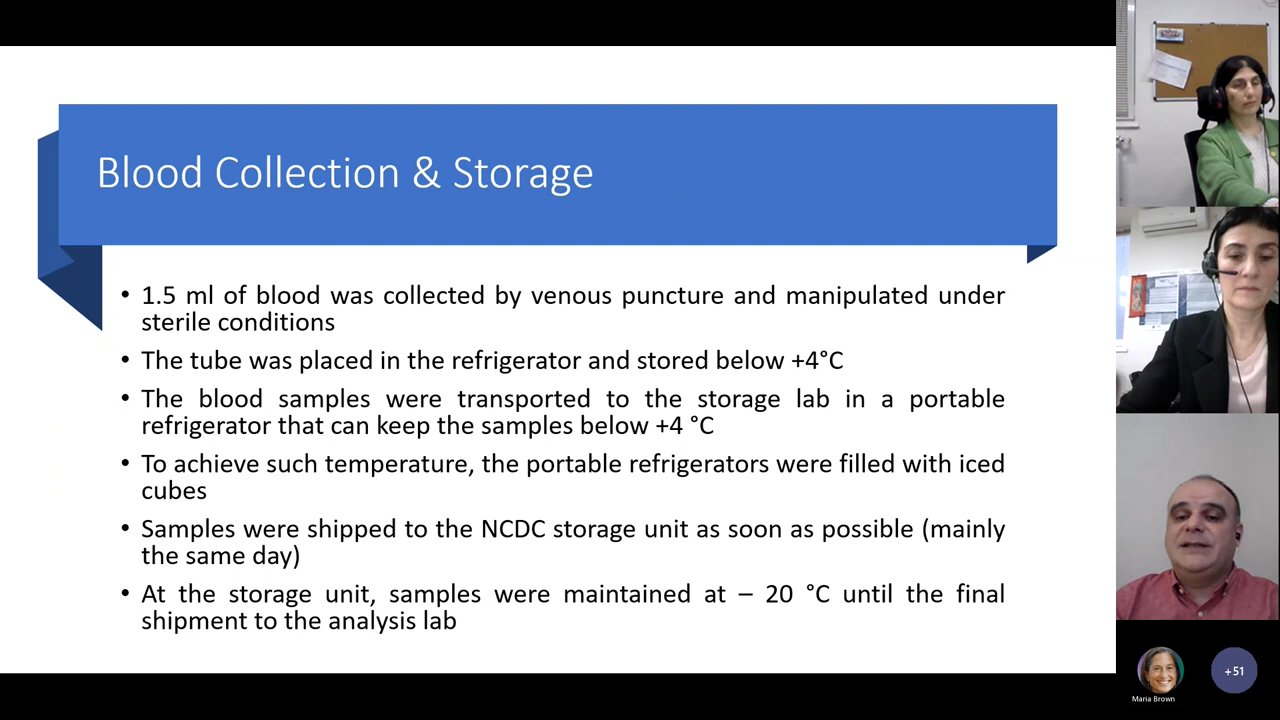 Blood Collection & Storage
• 1.5 ml of blood was collected by venous puncture and manipulated under
sterile conditions
• The tube was placed in the refrigerator and stored below +4°C
• The blood samples were transported to the storage lab in a portable
refrigerator that can keep the samples below +4 °C
• To achieve such temperature, the portable refrigerators were filled with iced
cubes
• Samples were shipped to the NCDC storage unit as soon as possible (mainly
the same day)
• At the storage unit, samples were maintained at – 20 °C until the final
shipment to the analysis lab
Maria Brown
+51